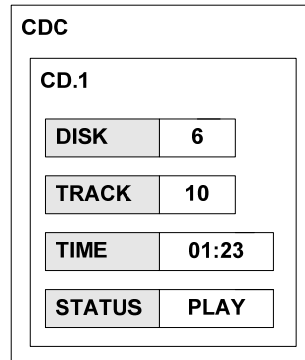 CDC
CD.1
DISK 6
TRACK 10
TIME 01:23
STATUS PLAY